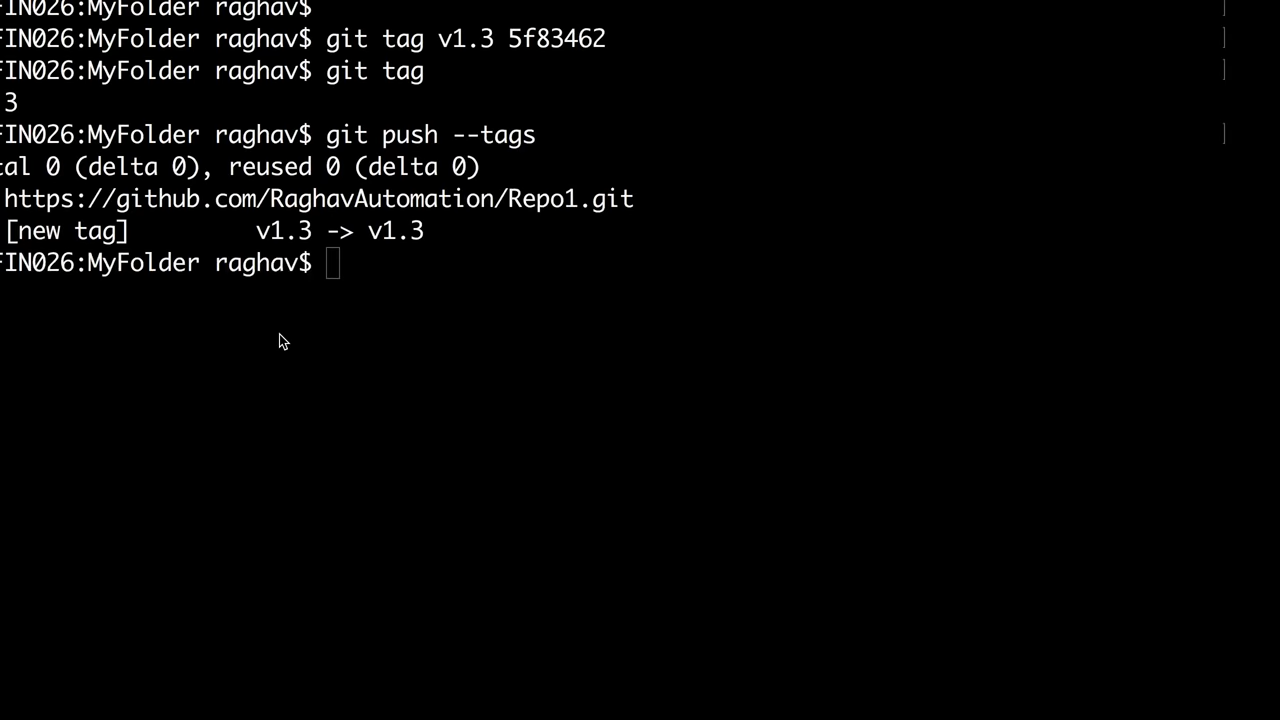 FIN026:MyFolder raghav$
FIN026:MyFolder raghav$ git tag v1.3 5f83462
FIN026:MyFolder raghav$ git tag
3
FIN026:MyFolder raghav$ git push --tags
tal 0 (delta 0), reused 0 (delta 0)
https://github.com/RaghavAutomation/Repo1.git
[new tag] v1.3 -> v1.3
FIN026:MyFolder raghav$